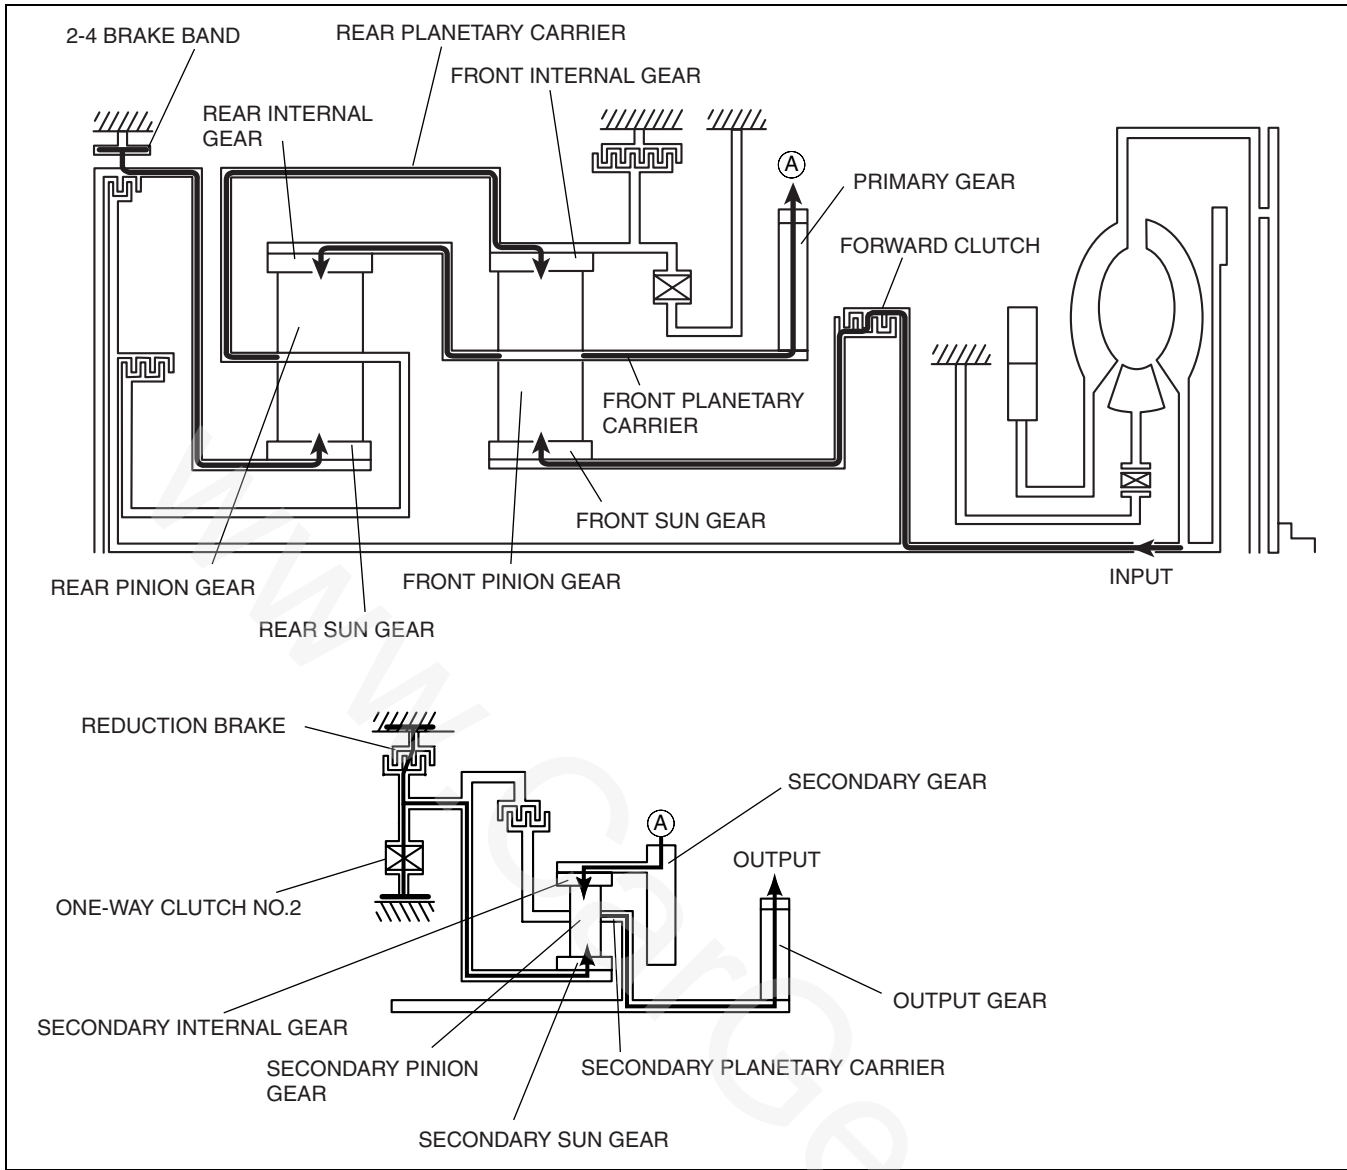 2-4 BRAKE BAND
REAR PLANETARY CARRIER
FRONT INTERNAL GEAR
REAR INTERNAL
GEAR
A
PRIMARY GEAR
FORWARD CLUTCH
FRONT PLANETARY
CARRIER
FRONT SUN GEAR
REAR PINION GEAR
FRONT PINION GEAR
INPUT
REAR SUN GEAR
REDUCTION BRAKE
SECONDARY GEAR
A
OUTPUT
ONE-WAY CLUTCH NO.2
OUTPUT GEAR
SECONDARY INTERNAL GEAR
SECONDARY PINION
GEAR
SECONDARY PLANETARY CARRIER
SECONDARY SUN GEAR
www.CarGe